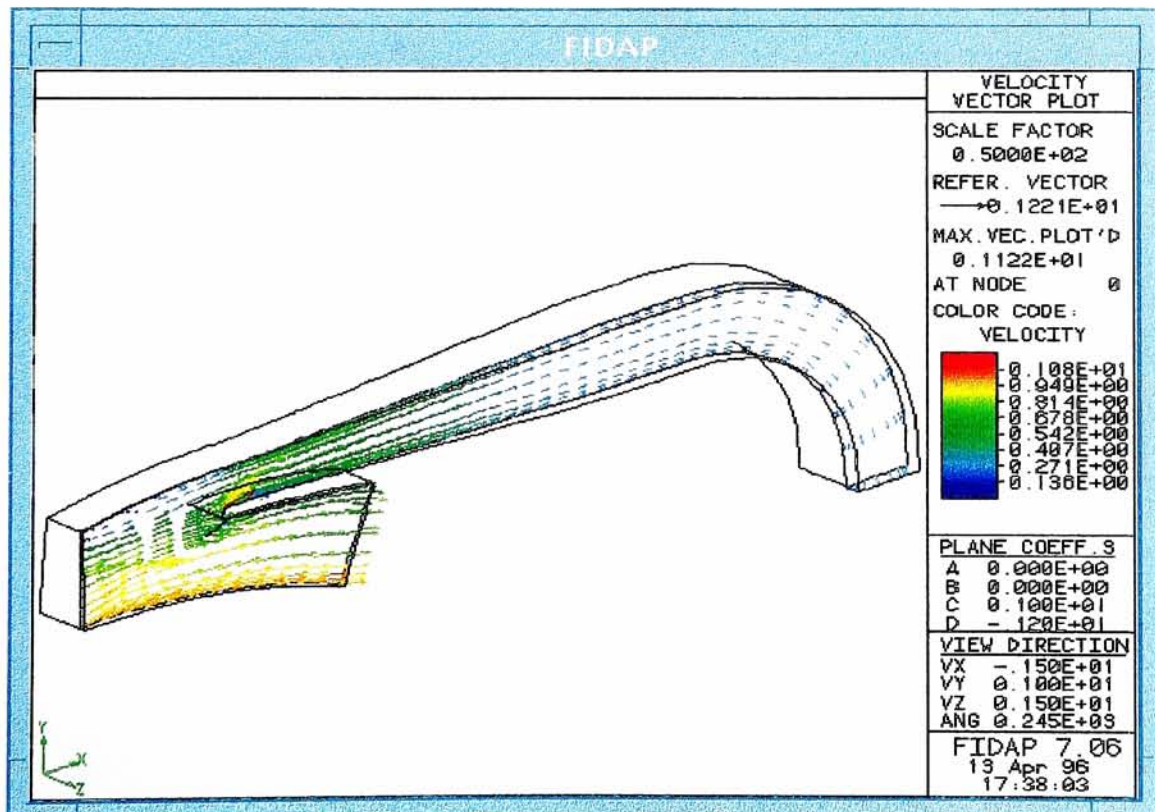 FIDAP
VELOCITY
VECTOR PLOT
SCALE FACTOR
0.5000E+02
REFER. VECTOR
0.1221E+01
MAX.VEC.PLOT'D
0.1122E+01
AT NODE 0
COLOR CODE:
VELOCITY
0.108E+01
0.949E+00
0.814E+00
0.678E+00
0.542E+00
0.407E+00
0.271E+00
0.136E+00
PLANE COEFF.S
A 0.000E+00
B 0.000E+00
C 0.100E+01
D -.120E+01
VIEW DIRECTION
VX -.150E+01
VY 0.100E+01
VZ 0.150E+01
ANG 0.245E+03
FIDAP 7.06
13 Apr 96
17:38:03
Y
X
Z